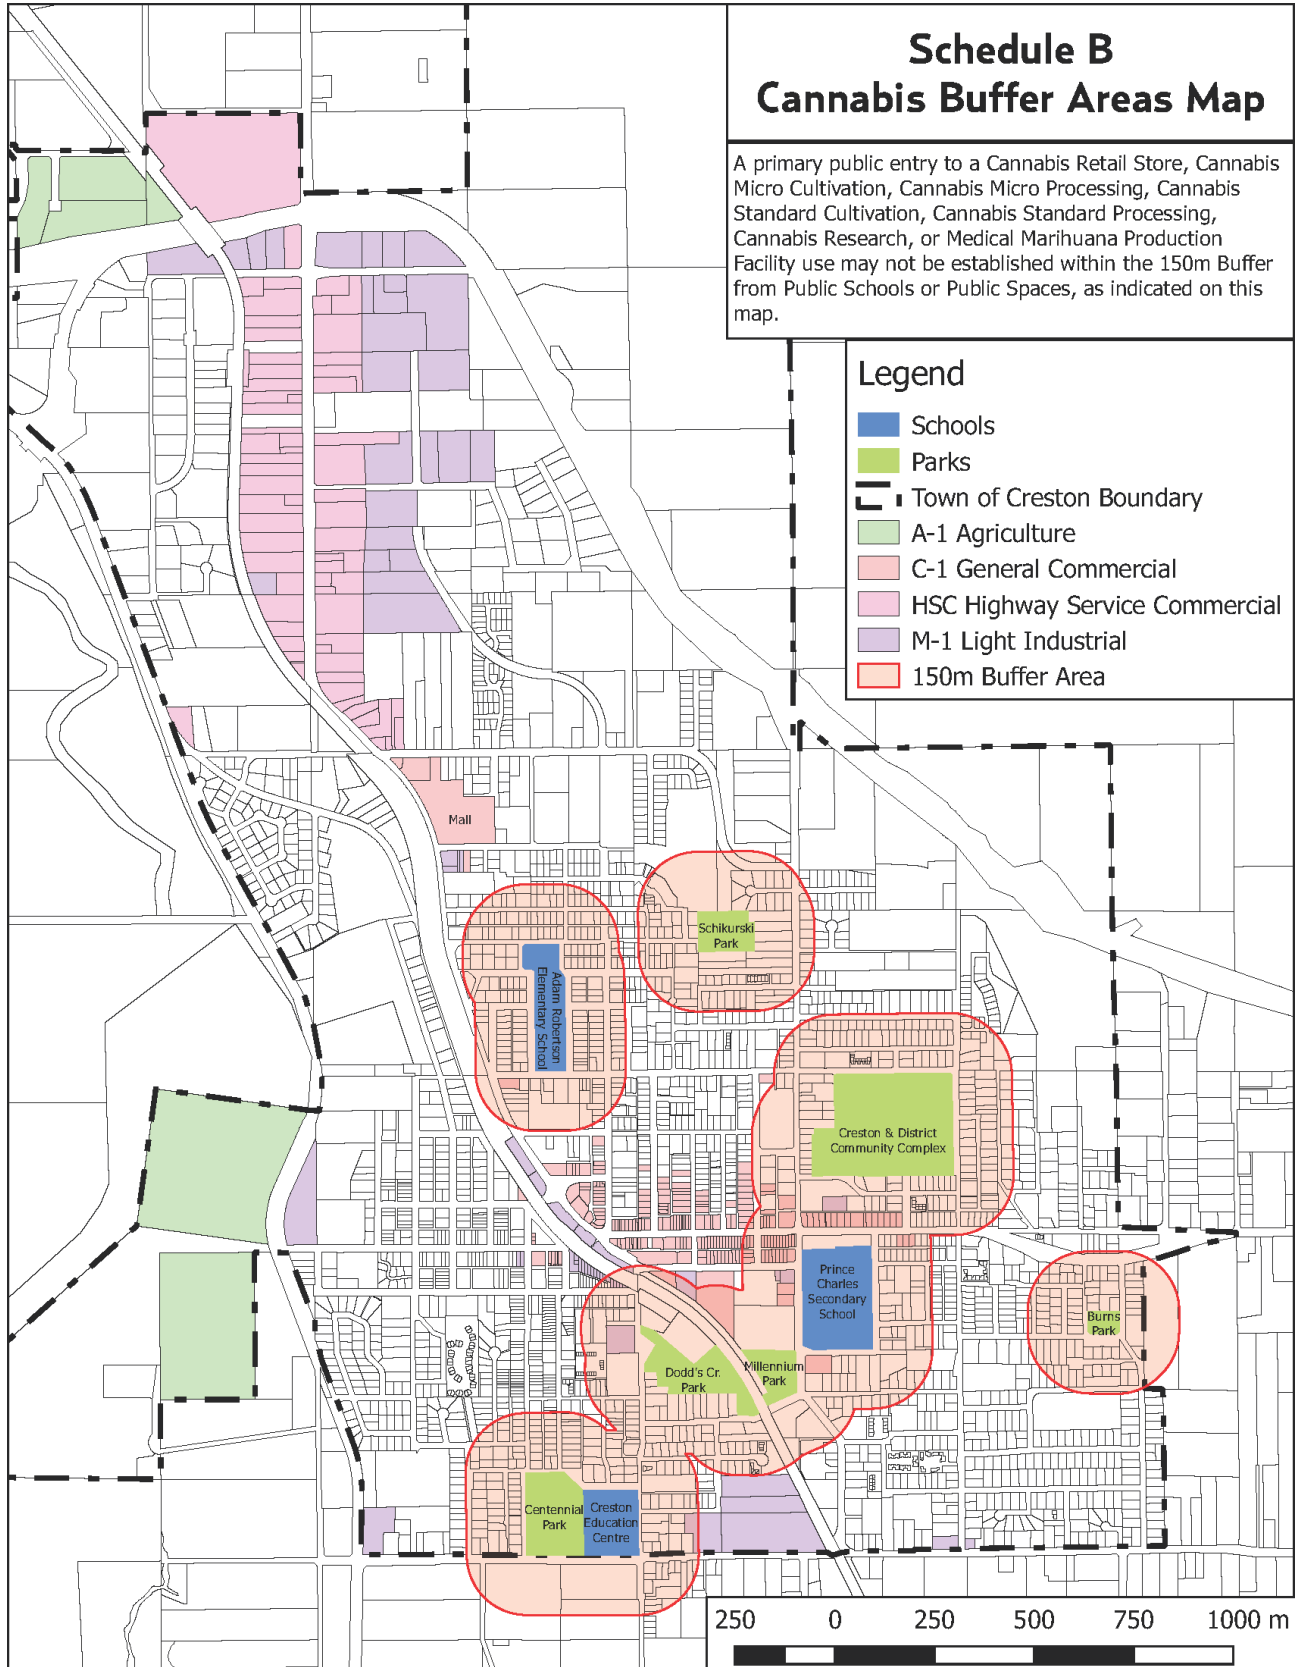 Schedule B
Cannabis Buffer Areas Map
A primary public entry to a Cannabis Retail Store, Cannabis
Micro Cultivation, Cannabis Micro Processing, Cannabis
Standard Cultivation, Cannabis Standard Processing,
Cannabis Research, or Medical Marihuana Production
Facility use may not be established within the 150m Buffer
from Public Schools or Public Spaces, as indicated on this
map.
Legend
Schools
Parks
Town of Creston Boundary
A-1 Agriculture
C-1 General Commercial
HSC Highway Service Commercial
M-1 Light Industrial
150m Buffer Area
Mall
Schikurski
Park
Adam Robertson
Elementary School
Creston & District
Community Complex
Prince
Charles
Secondary
School
Burns
Park
Dodd's Cr.
Park
Millennium
Park
Centennial
Park
Creston
Education
Centre
250 0 250 500 750 1000 m